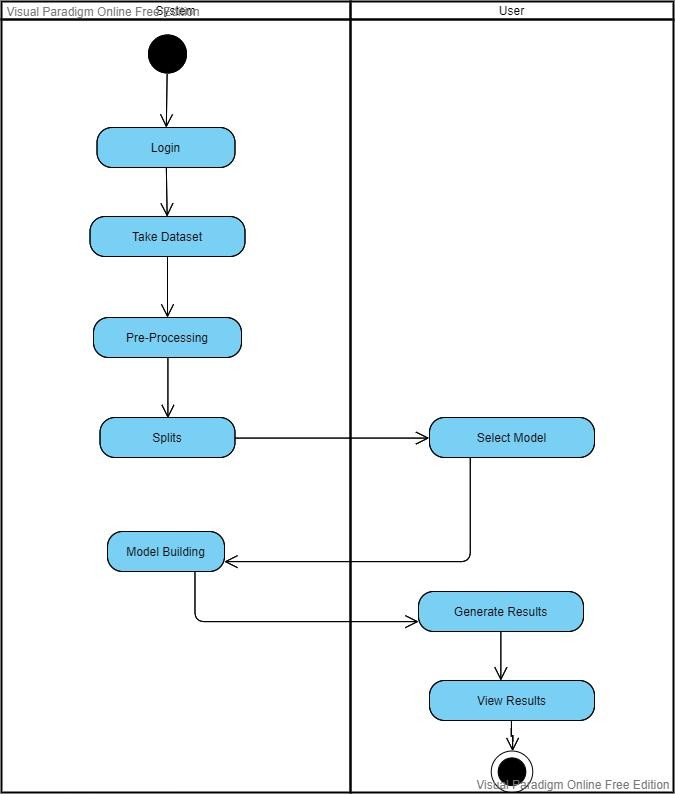 Visual Paradigm Online Free Edition
System
User
Login
Take Dataset
Pre-Processing
Splits
Select Model
Model Building
Generate Results
View Results
Visual Paradigm Online Free Edition